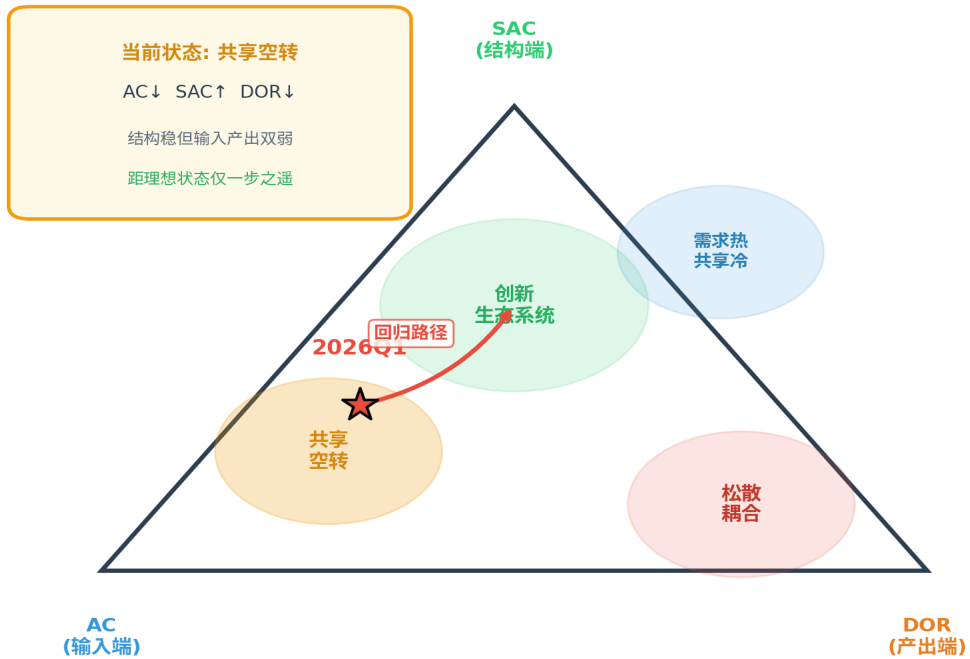 当前状态: 共享空转
AC↓ SAC↑ DOR↓
结构稳但输入产出双弱
距理想状态仅一步之遥
SAC
(结构端)
需求热
共享冷
创新
生态系统
回归路径
2026Q1
共享
空转
松散
耦合
AC
(输入端)
DOR
(产出端)